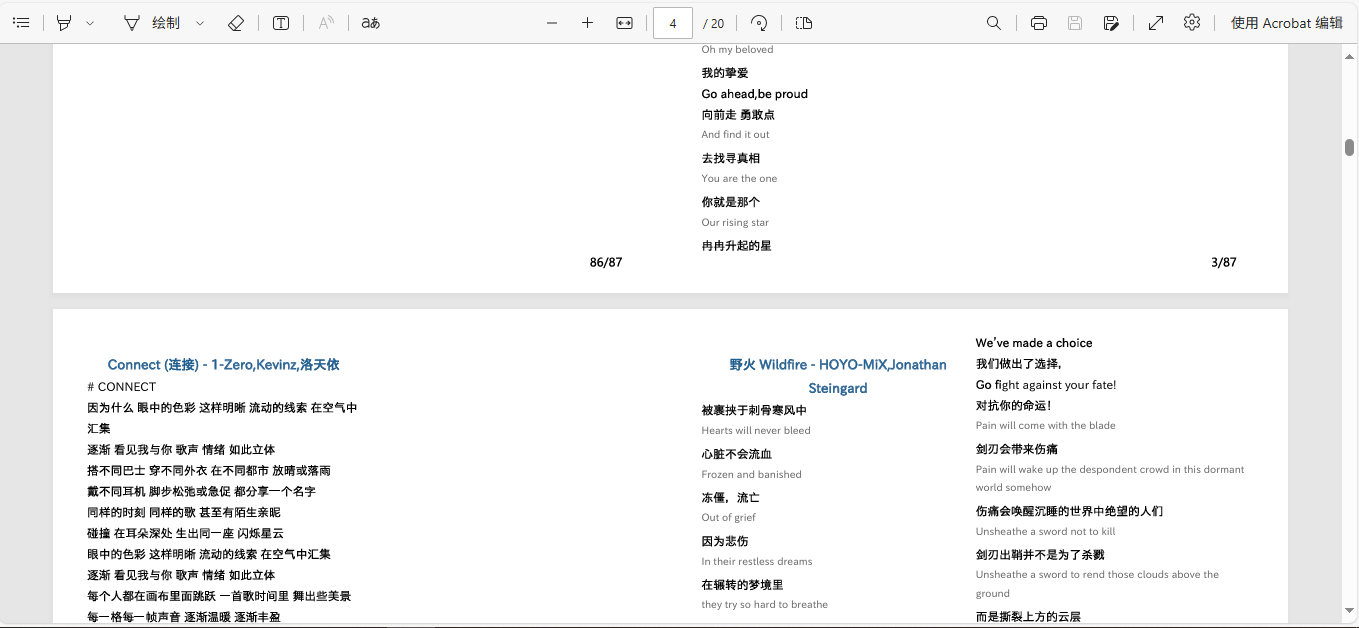 绘制
aあ
4
/ 20
使用 Acrobat 编辑
Oh my beloved
我的挚爱
Go ahead,be proud
向前走 勇敢点
And find it out
去找寻真相
You are the one
你就是那个
Our rising star
冉冉升起的星
86/87
3/87
Connect (连接) - 1-Zero,Kevinz,洛天依
# CONNECT
因为什么 眼中的色彩 这样明晰 流动的线索 在空气中
汇集
逐渐 看见我与你 歌声 情绪 如此立体
搭不同巴士 穿不同外衣 在不同都市 放晴或落雨
戴不同耳机 脚步松弛或急促 都分享一个名字
同样的时刻 同样的歌 甚至有陌生亲昵
碰撞 在耳朵深处 生出同一座 闪烁星云
眼中的色彩 这样明晰 流动的线索 在空气中汇集
逐渐 看见我与你 歌声 情绪 如此立体
每个人都在画布里面跳跃 一首歌时间里 舞出些美景
每一格每一帧声音 逐渐温暖 逐渐丰盈
野火 Wildfire - HOYO-MiX,Jonathan
Steingard
被裹挟于刺骨寒风中
Hearts will never bleed
心脏不会流血
Frozen and banished
冻僵，流亡
Out of grief
因为悲伤
In their restless dreams
在辗转的梦境里
they try so hard to breathe
We've made a choice
我们做出了选择，
Go fight against your fate!
对抗你的命运！
Pain will come with the blade
剑刃会带来伤痛
Pain will wake up the despondent crowd in this dormant
world somehow
伤痛会唤醒沉睡的世界中绝望的人们
Unsheathe a sword not to kill
剑刃出鞘并不是为了杀戮
Unsheathe a sword to rend those clouds above the
ground
而是撕裂上方的云层